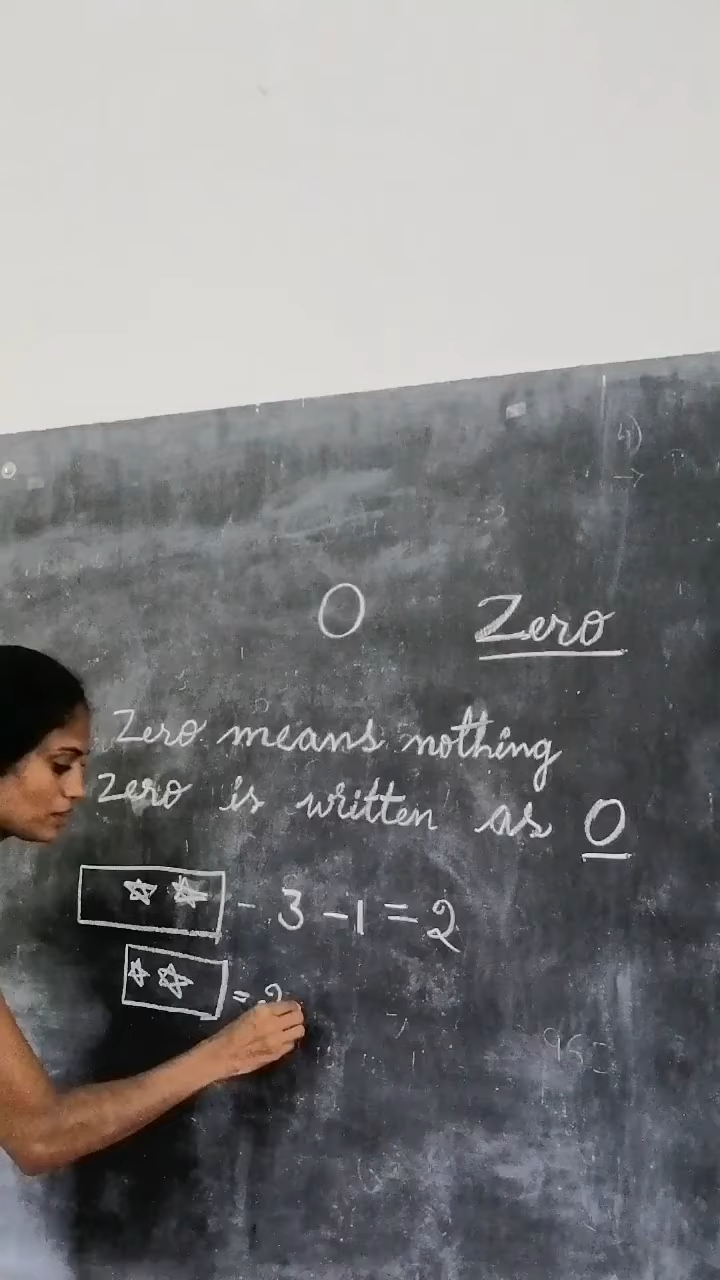 0 Zero
Zero means nothing
Zero is written as 0
- 3 - 1 = 2
= 2